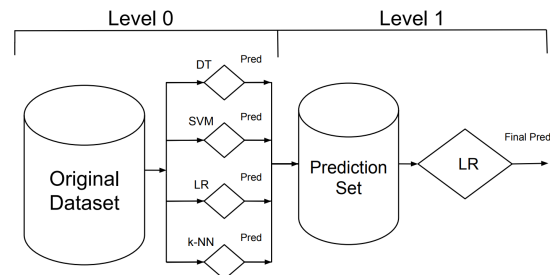 Level 0
Level 1
DT
Pred
SVM
Pred
LR
Pred
k-NN
Pred
Original
Dataset
Prediction
Set
LR
Final Pred